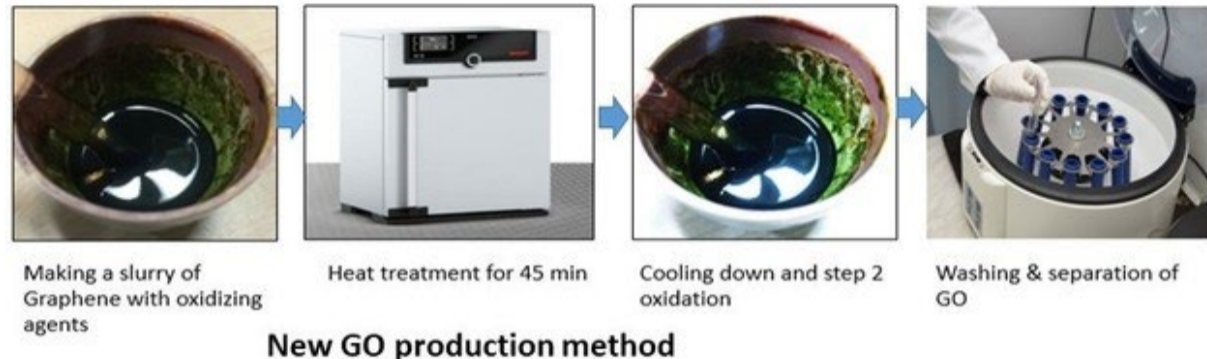 Making a slurry of
Graphene with oxidizing
agents
Heat treatment for 45 min
Cooling down and step 2
oxidation
Washing & separation of
GO
New GO production method